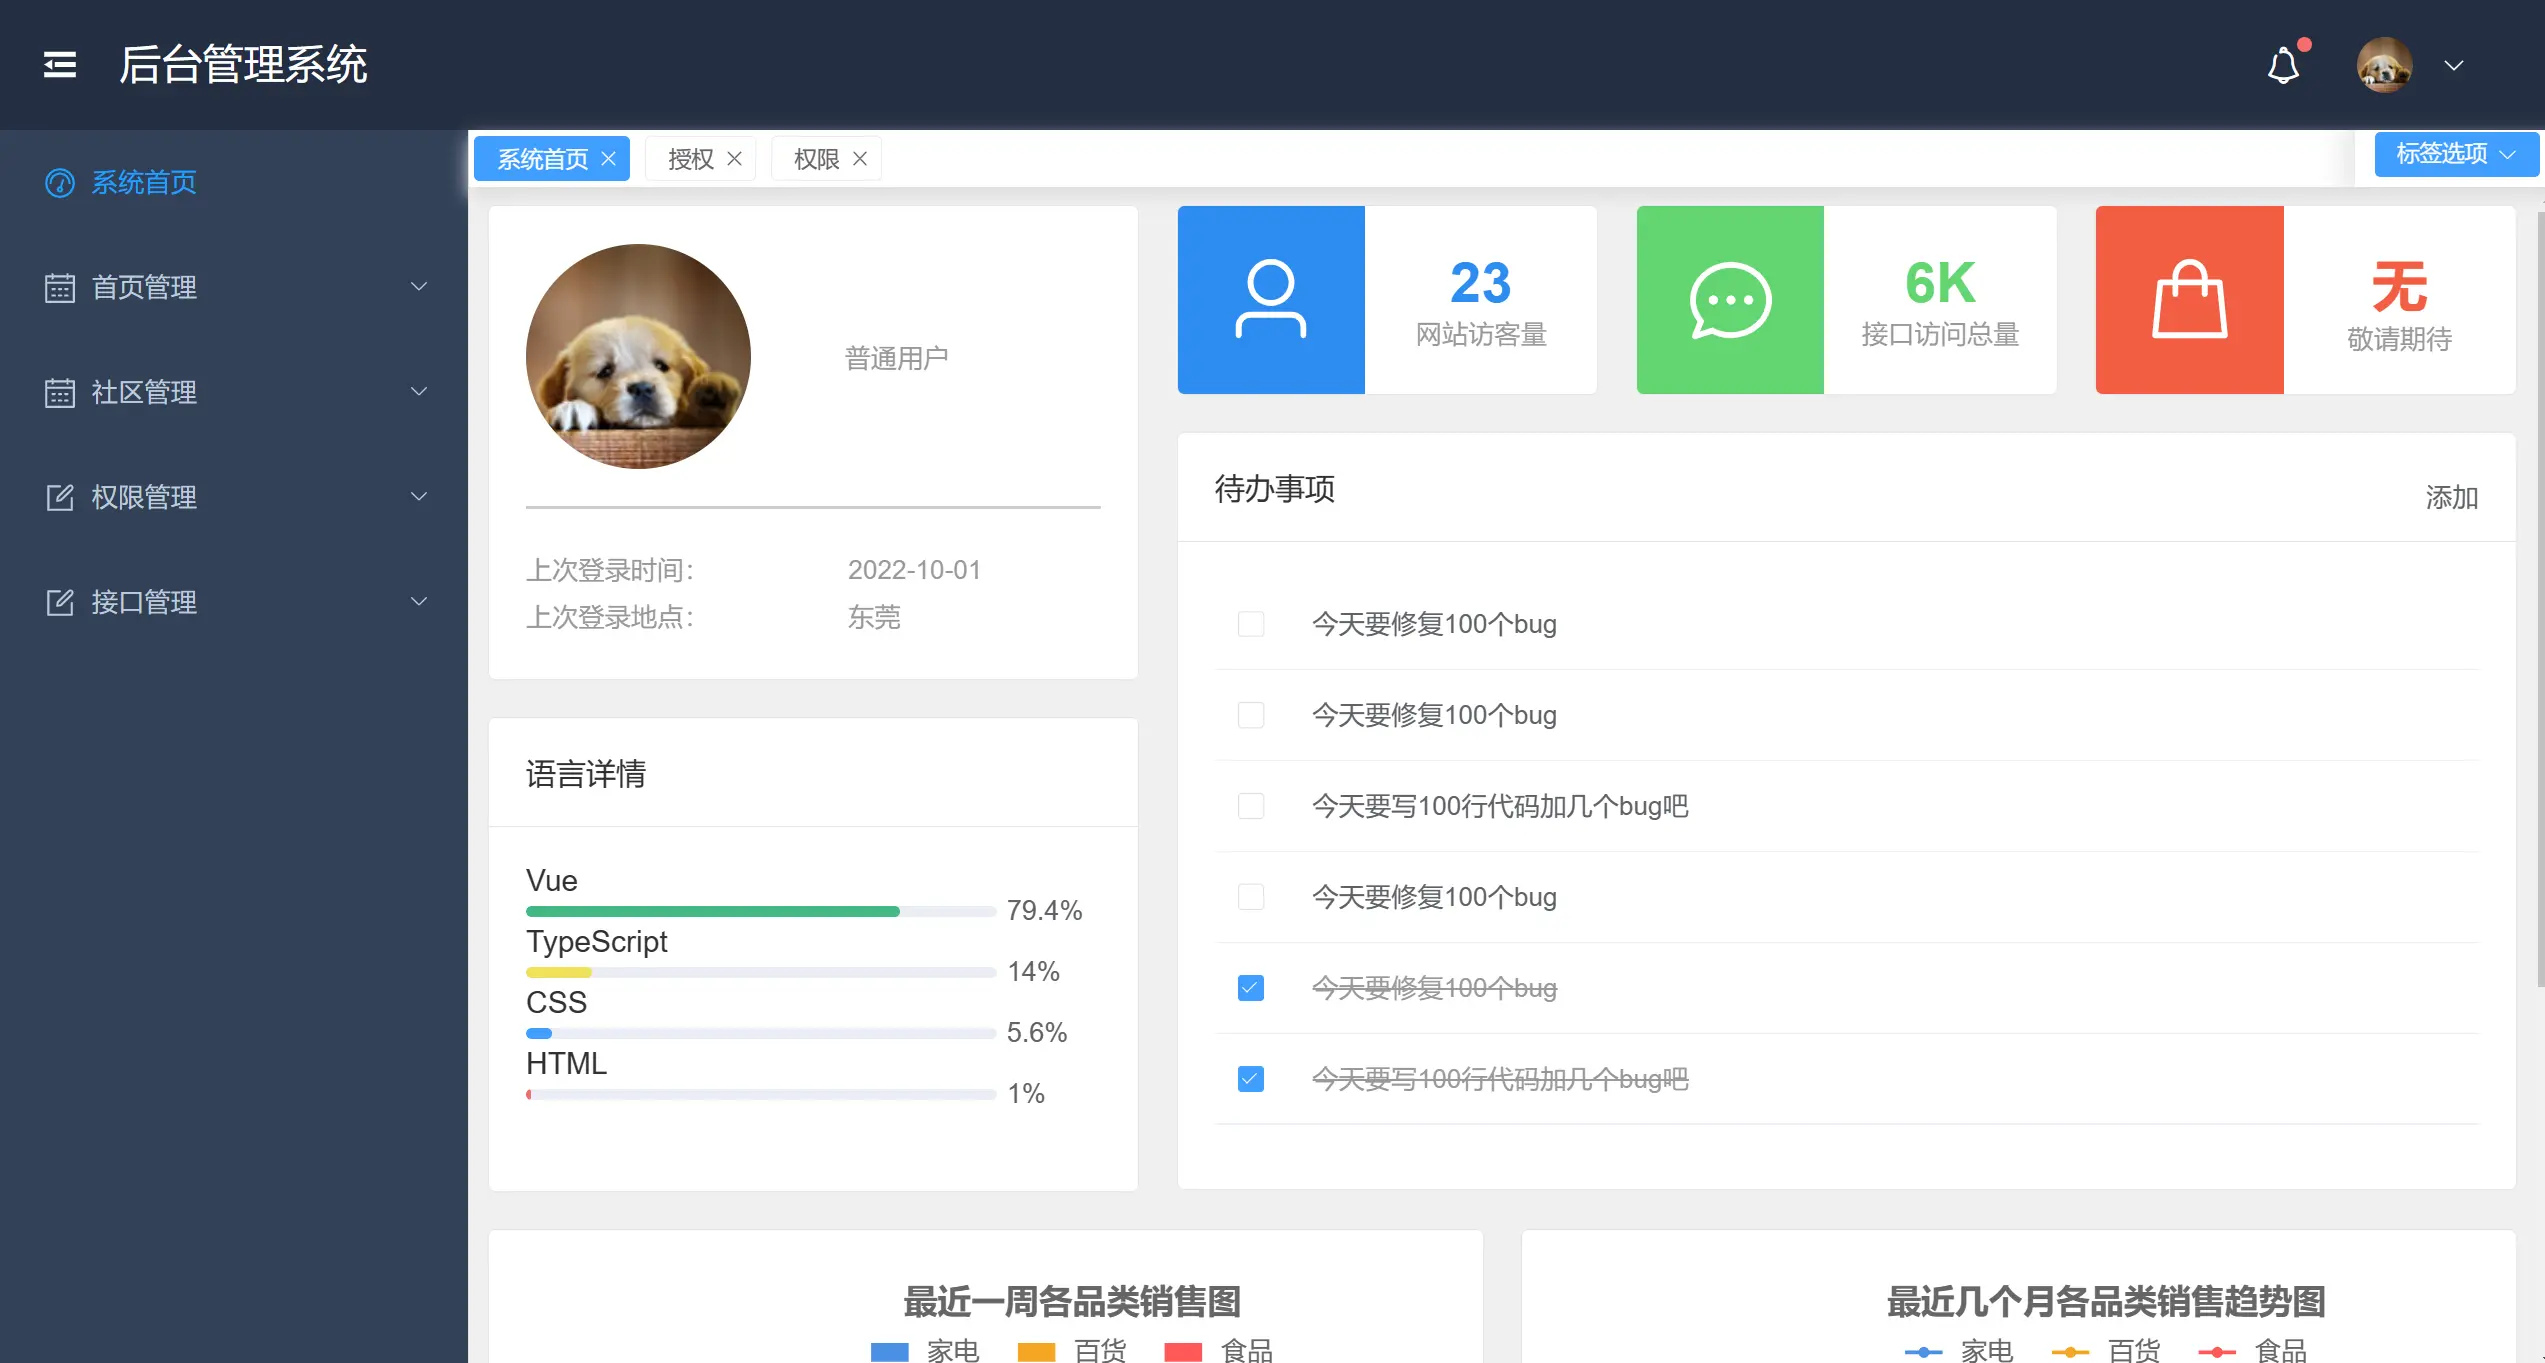 后台管理系统
系统首页
首页管理
社区管理
权限管理
接口管理
系统首页
授权
权限
标签选项
普通用户
上次登录时间：
2022-10-01
上次登录地点：
东莞
语言详情
Vue
79.4%
TypeScript
14%
CSS
5.6%
HTML
1%
23
网站访客量
6K
接口访问总量
无
敬请期待
待办事项
添加
今天要修复100个bug
今天要修复100个bug
今天要写100行代码加几个bug吧
今天要修复100个bug
今天要修复100个bug
今天要写100行代码加几个bug吧
最近一周各品类销售图
家电
百货
食品
最近几个月各品类销售趋势图
家电
百货
食品